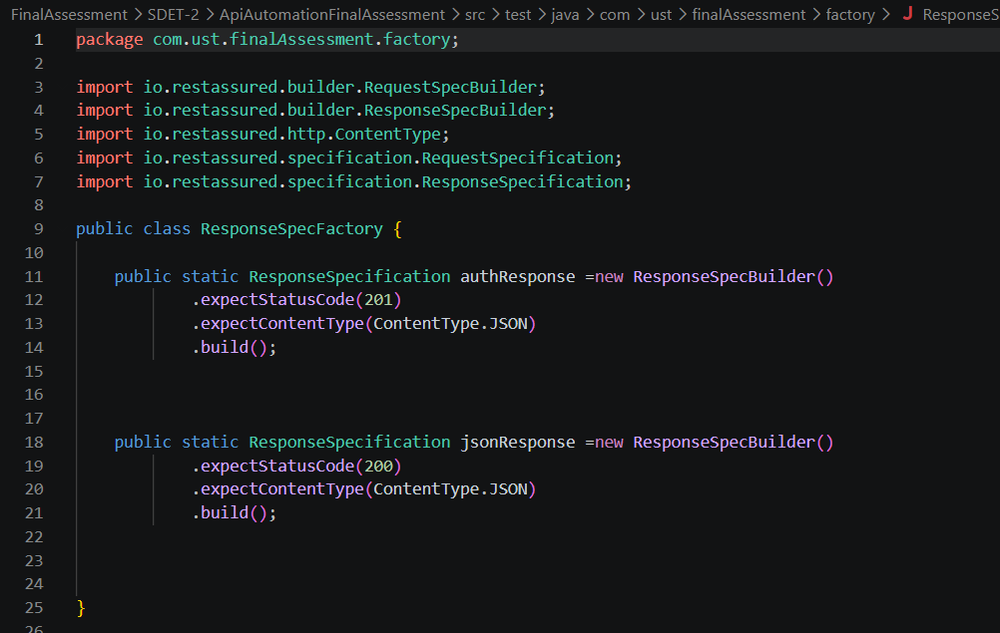 FinalAssessment > SDET-2 > ApiAutomationFinalAssessment > src > test > java > com > ust > finalAssessment > factory > J ResponseS
1 package com.ust.finalAssessment.factory;
2
3 import io.restassured.builder.RequestSpecBuilder;
4 import io.restassured.builder.ResponseSpecBuilder;
5 import io.restassured.http.ContentType;
6 import io.restassured.specification.RequestSpecification;
7 import io.restassured.specification.ResponseSpecification;
8
9 public class ResponseSpecFactory {
10
11     public static ResponseSpecification authResponse =new ResponseSpecBuilder()
12             .expectStatusCode(201)
13             .expectContentType(ContentType.JSON)
14             .build();
15
16
17
18     public static ResponseSpecification jsonResponse =new ResponseSpecBuilder()
19             .expectStatusCode(200)
20             .expectContentType(ContentType.JSON)
21             .build();
22
23
24
25 }
26